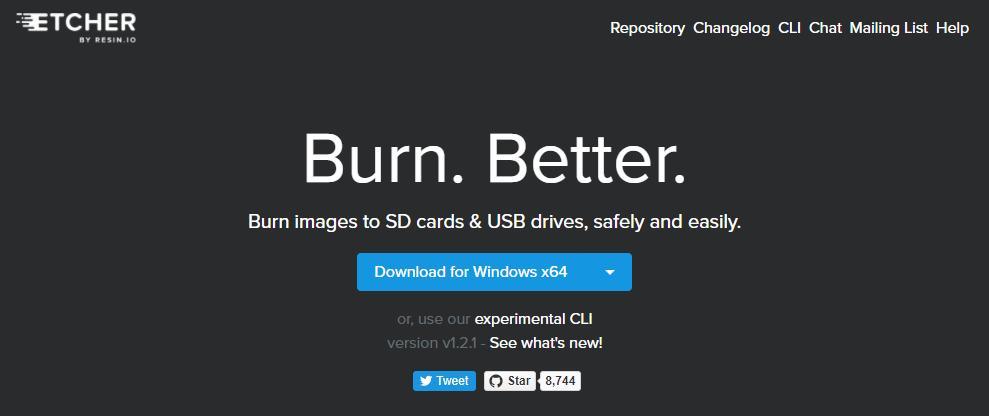 ETCHER
BY RESIN.IO
Repository Changelog CLI Chat Mailing List Help
Burn. Better.
Burn images to SD cards & USB drives, safely and easily.
Download for Windows x64
or, use our experimental CLI
version v1.2.1 - See what's new!
Tweet Star 8,744